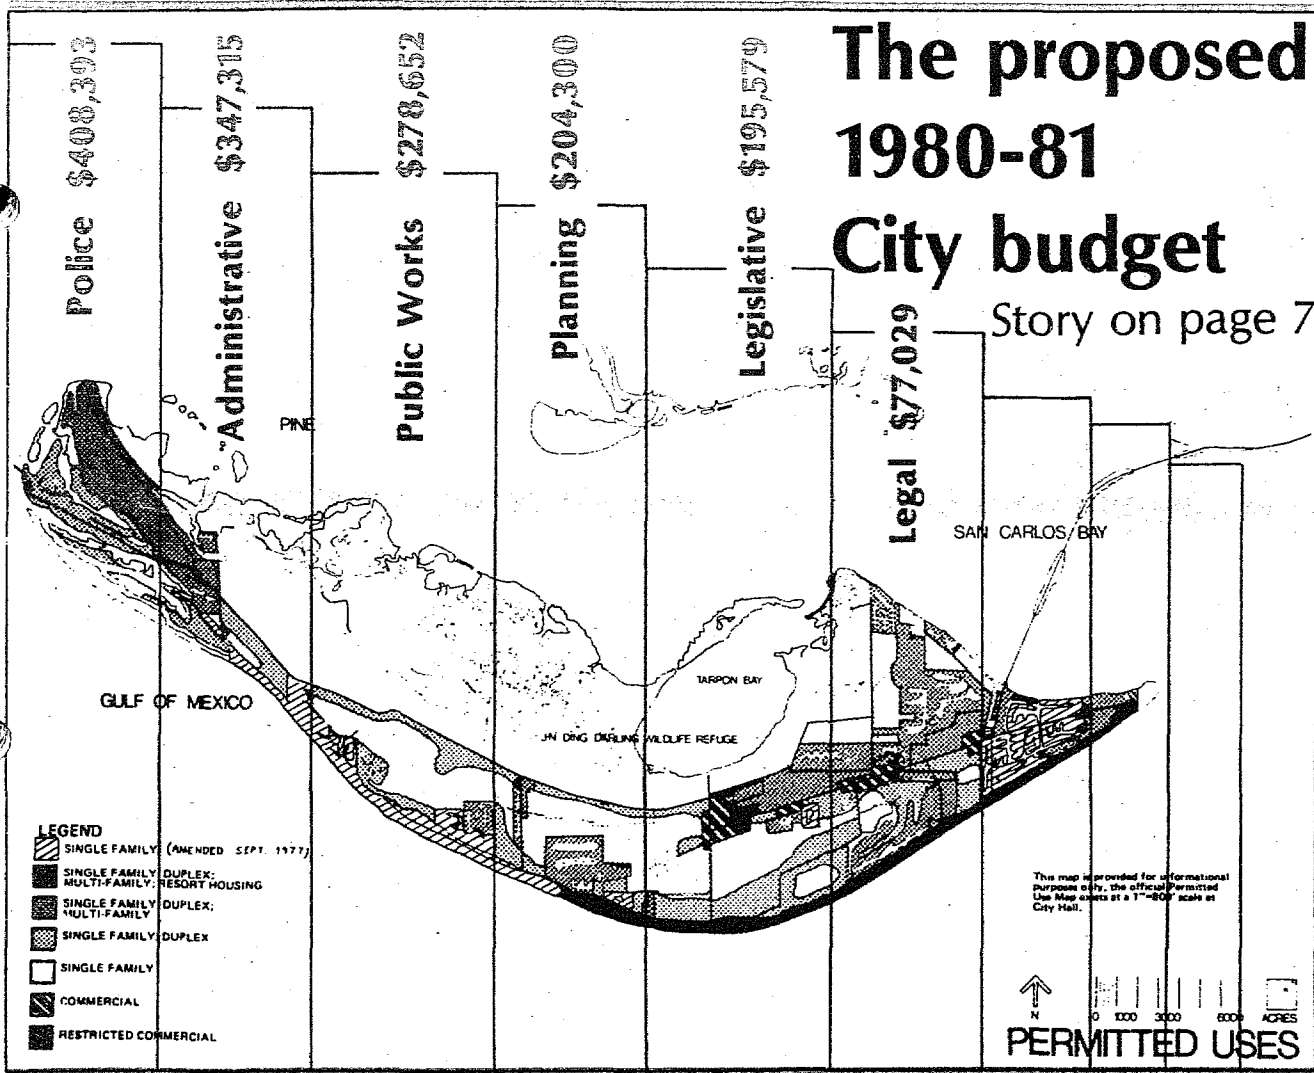 The proposed
1980-81
City budget
Story on page 7
Police $408,393
Administrative $347,315
Public Works $278,652
Planning $204,300
Legislative $195,579
Legal $77,029
PINE
SAN CARLOS BAY
TARPON BAY
GULF OF MEXICO
J.N DING DARLING WILDLIFE REFUGE
LEGEND
SINGLE FAMILY (AMENDED SEPT. 1977)
SINGLE FAMILY; DUPLEX;
MULTI-FAMILY; RESORT HOUSING
SINGLE FAMILY; DUPLEX;
MULTI-FAMILY
SINGLE FAMILY; DUPLEX
SINGLE FAMILY
COMMERCIAL
RESTRICTED COMMERCIAL
This map is provided for informational
purposes only, the official Permitted
Use Map exists at a 1"=800' scale at
City Hall.
N
0 1000 3000 6000 ACRES
PERMITTED USES